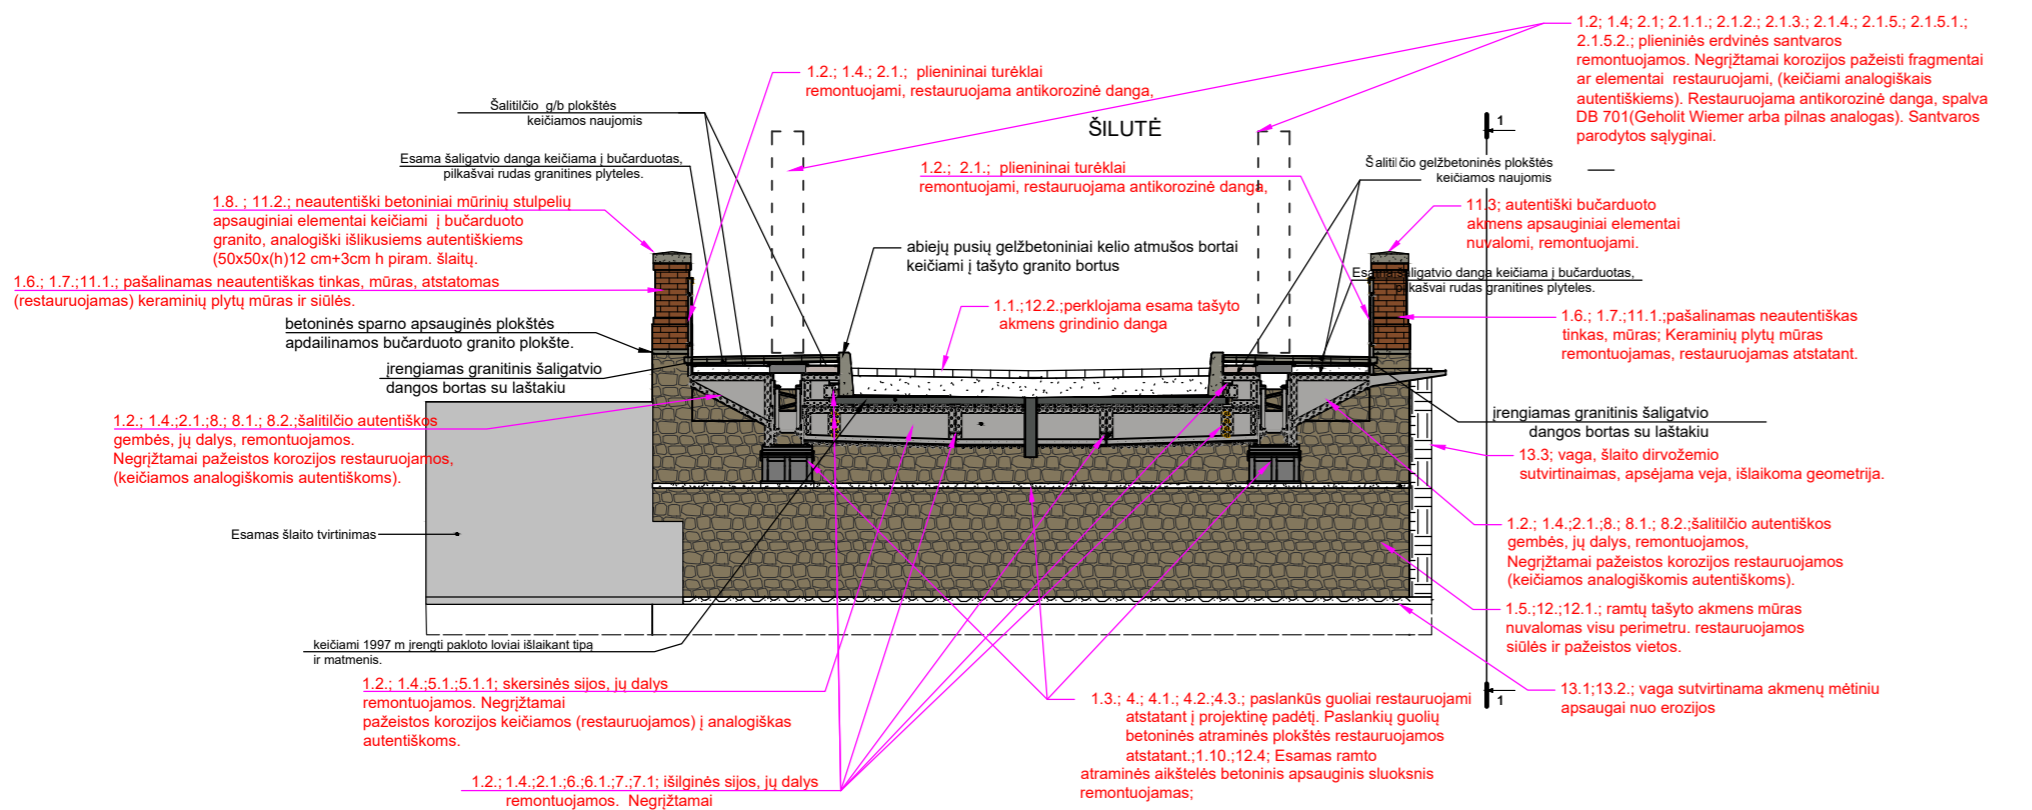 1.2; 1.4; 2.1; 2.1.1.; 2.1.2.; 2.1.3.; 2.1.4.; 2.1.5.; 2.1.5.1.;
2.1.5.2.; plieninės erdvinės santvaros
remontuojamos. Negrįžtamai korozijos pažeisti fragmentai
ar elementai restauruojami, (keičiami analogiškais
autentiškiems). Restauruojama antikorozinė danga, spalva
DB 701(Geholit Wiemer arba pilnas analogas). Santvaros
parodytos sąlyginai.
1.2.; 1.4.; 2.1.; plienininai turėklai
remontuojami, restauruojama antikorozinė danga,
Šalitilčio g/b plokštės
keičiamos naujomis
ŠILUTĖ
1
Esama šaligatvio danga keičiama į bučarduotas,
pilkašvai rudas granitines plyteles.
1.2.; 2.1.; plienininai turėklai
remontuojami, restauruojama antikorozinė danga,
Šalitilčio gelžbetoninės plokštės
keičiamos naujomis
1.8. ; 11.2.; neautentiški betoniniai mūrinių stulpelių
apsauginiai elementai keičiami į bučarduoto
granito, analogiški išlikusiems autentiškiems
(50x50x(h)12 cm+3cm h piram. šlaitų.
11.3; autentiški bučarduoto
akmens apsauginiai elementai
nuvalomi, remontuojami.
abiejų pusių gelžbetoniniai kelio atmušos bortai
keičiami į tašyto granito bortus
Esama šaligatvio danga keičiama į bučarduotas,
pilkašvai rudas granitines plyteles.
1.6.; 1.7.;11.1.; pašalinamas neautentiškas tinkas, mūras, atstatomas
(restauruojamas) keraminių plytų mūras ir siūlės.
1.1.;12.2.;perklojama esama tašyto
akmens grindinio danga
1.6.; 1.7.;11.1.;pašalinamas neautentiškas
tinkas, mūras; Keraminių plytų mūras
remontuojamas, restauruojamas atstatant.
betoninės sparno apsauginės plokštės
apdailinamos bučarduoto granito plokšte.
įrengiamas granitinis šaligatvio
dangos bortas su laštakiu
1.2.; 1.4.;2.1.;8.; 8.1.; 8.2.;šalitilčio autentiškos
gembės, jų dalys, remontuojamos.
Negrįžtamai pažeistos korozijos restauruojamos,
(keičiamos analogiškomis autentiškoms).
įrengiamas granitinis šaligatvio
dangos bortas su laštakiu
13.3; vaga, šlaito dirvožemio
sutvirtinaimas, apsėjama veja, išlaikoma geometrija.
Esamas šlaito tvirtinimas
1.2.; 1.4.;2.1.;8.; 8.1.; 8.2.;šalitilčio autentiškos
gembės, jų dalys, remontuojamos,
Negrįžtamai pažeistos korozijos restauruojamos
(keičiamos analogiškomis autentiškoms).
1.5.;12.;12.1.; ramtų tašyto akmens mūras
nuvalomas visu perimetru. restauruojamos
siūlės ir pažeistos vietos.
keičiami 1997 m įrengti pakloto loviai išlaikant tipą
ir matmenis.
1.2.; 1.4.;5.1.;5.1.1; skersinės sijos, jų dalys
remontuojamos. Negrįžtamai
pažeistos korozijos keičiamos (restauruojamos) į analogiškas
autentiškoms.
1.3.; 4.; 4.1.; 4.2.;4.3.; paslankūs guoliai restauruojami
atstatant į projektinę padėtį. Paslankių guolių
betoninės atraminės plokštės restauruojamos
atstatant.;1.10.;12.4; Esamas ramto
atraminės aikštelės betoninis apsauginis sluoksnis
remontuojamas;
13.1;13.2.; vaga sutvirtinama akmenų mėtiniu
apsaugai nuo erozijos
1
1.2.; 1.4.;2.1.;6.;6.1.;7.;7.1; išilginės sijos, jų dalys
remontuojamos. Negrįžtamai